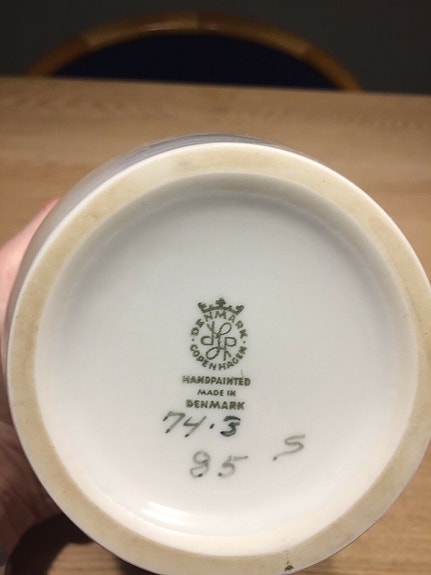 DENMARK
COPENHAGEN
HANDPAINTED
MADE IN
DENMARK
74.3
85 S